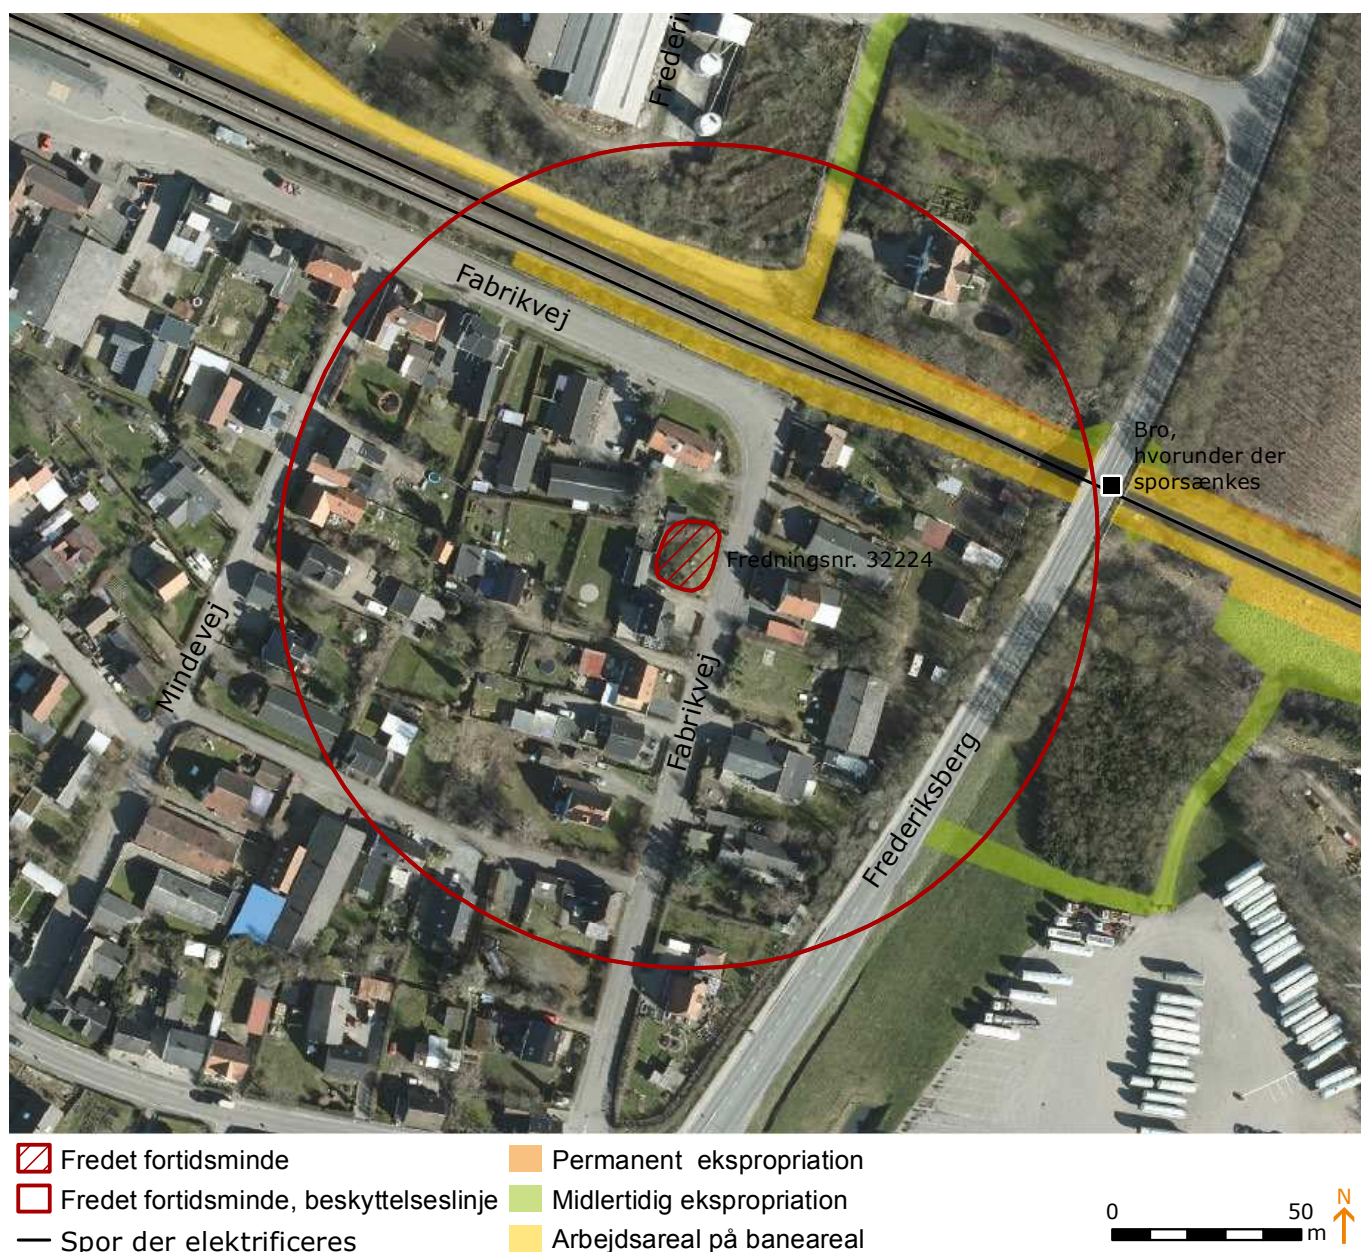 Frederi
Fabrikvej
Bro,
hvorunder der
sporsænkes
Fredningsnr. 32224
Mindevej
Fabrikvej
Frederiksberg
Fredet fortidsminde
Fredet fortidsminde, beskyttelseslinje
Spor der elektrificeres
Permanent ekspropriation
Midlertidig ekspropriation
Arbejdsareal på baneareal
0 50
m
N